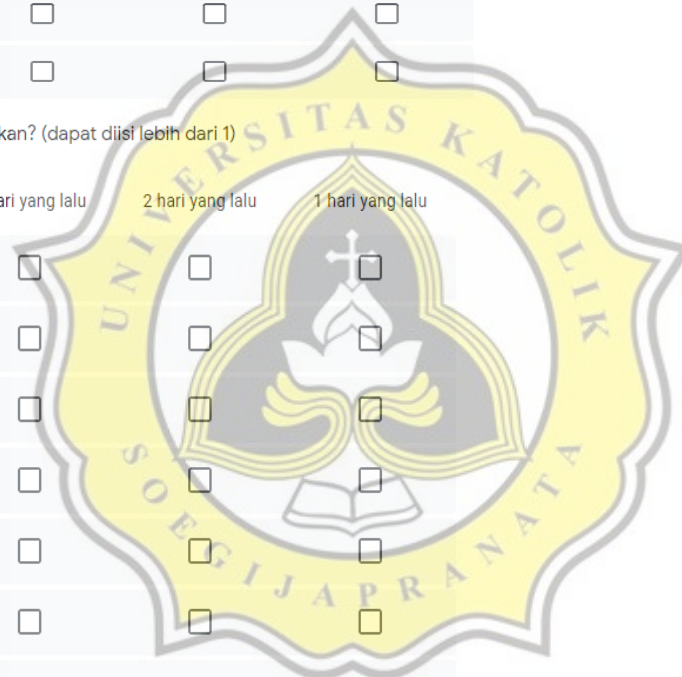 kan? (dapat diisi lebih dari 1)
ari yang lalu 2 hari yang lalu 1 hari yang lalu
UNIVERSITAS KATOLIK
SOEGIJAPRANATA